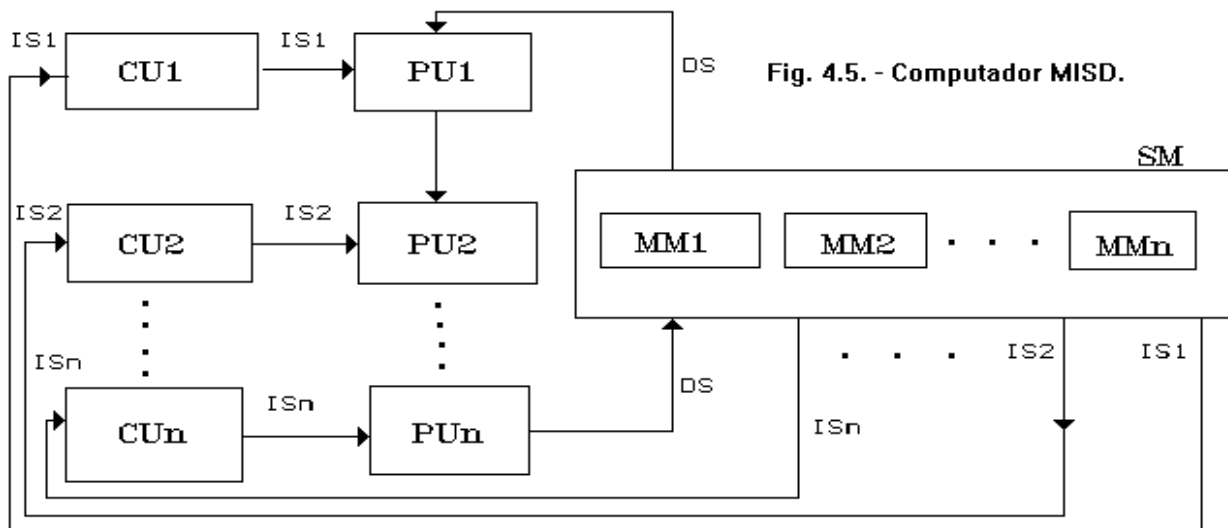 IS1
CU1
IS1
PU1
DS
Fig. 4.5. - Computador MISD.
SM
IS2
CU2
IS2
PU2
MM1
MM2
MMn
ISn
CUn
ISn
PUn
DS
ISn
IS2
IS1